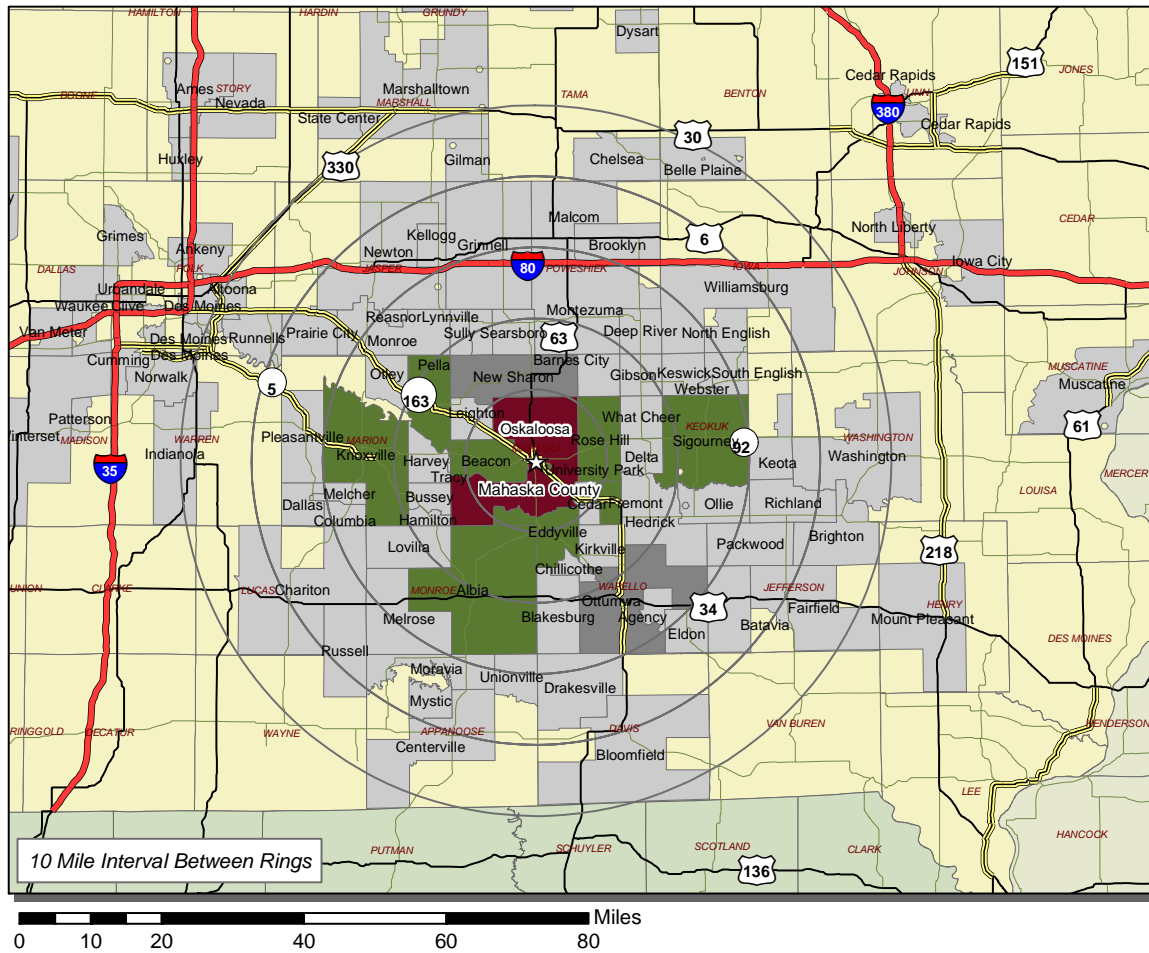 HAMILTON
HARDIN
GRUNDY
Dysart
151
JONES
Cedar Rapids
Ames
STORY
Nevada
Marshalltown
MARSHALL
BOONE
TAMA
BENTON
380
State Center
Cedar Rapids
30
Huxley
330
Gilman
Chelsea
Belle Plaine
Malcom
CEDAR
North Liberty
Grimes
Ankeny
Kellogg
Newton
Grinnell
Brooklyn
6
DALLAS
POLK
JASPER
80
POWESHIEK
IOWA
JOHNSON
Iowa City
Urbandale
Altoona
Williamsburg
Waukee
Clive
Des Moines
Montezuma
Van Meter
Des Moines
Runnells
Prairie City
Reasnor
Lynnville
Sully
Searsboro
63
Deep River
North English
Monroe
Cumming
Des Moines
Barnes City
Norwalk
Otley
Pella
New Sharon
Gibson
Keswick
South English
Webster
MUSCATINE
Muscatine
5
163
Leighton
What Cheer
Patterson
Oskaloosa
KEOKUK
61
Winterset
MADISON
WARREN
Pleasantville
MARION
Rose Hill
Sigourney
92
WASHINGTON
Indianola
Knoxville
Harvey
Beacon
University Park
Delta
Keota
Washington
35
Tracy
MERCER
Mahaska County
Melcher
Bussey
Cedar
Fremont
Ollie
Richland
LOUISA
Dallas
Columbia
Hamilton
Hedrick
Eddyville
Lovilia
Kirkville
Packwood
Brighton
218
Chillicothe
UNION
CLARKE
LUCAS
Chariton
MONROE
Albia
WAPELLO
JEFFERSON
Ottumwa
34
Fairfield
HENRY
Melrose
Blakesburg
Agency
Batavia
Mount Pleasant
Eldon
DES MOINES
Russell
Moravia
Unionville
Drakesville
Mystic
RINGGOLD
DECATUR
WAYNE
APPANOOSE
DAVIS
VAN BUREN
HENDERSON
Centerville
Bloomfield
LEE
HANCOCK
10 Mile Interval Between Rings
PUTMAN
SCHUYLER
SCOTLAND
CLARK
136
Miles
0 10 20 40 60 80